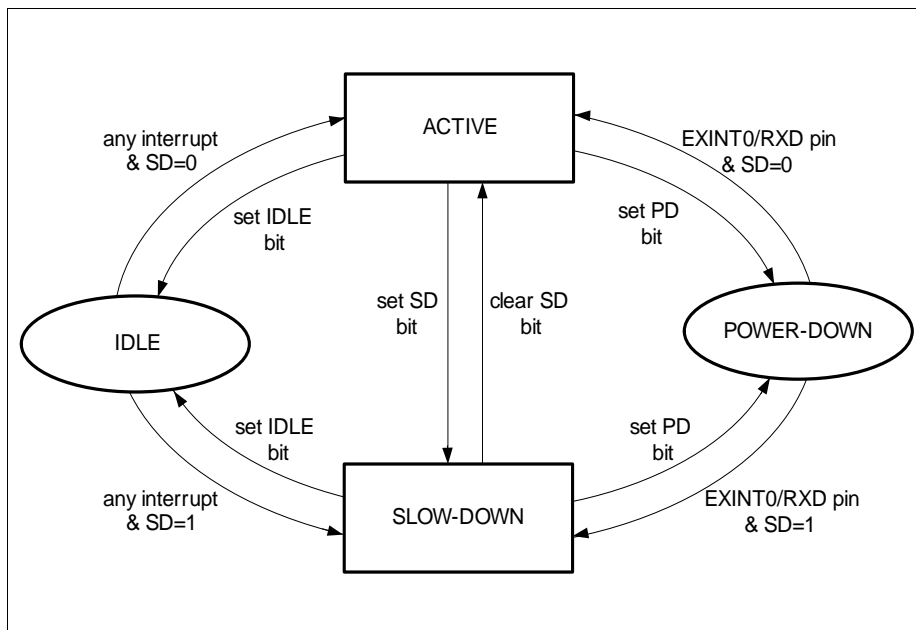 ACTIVE
any interrupt
& SD=0
EXINT0/RXD pin
& SD=0
set IDLE
bit
set PD
bit
set SD
bit
clear SD
bit
IDLE
POWER-DOWN
set IDLE
bit
set PD
bit
any interrupt
& SD=1
SLOW-DOWN
EXINT0/RXD pin
& SD=1